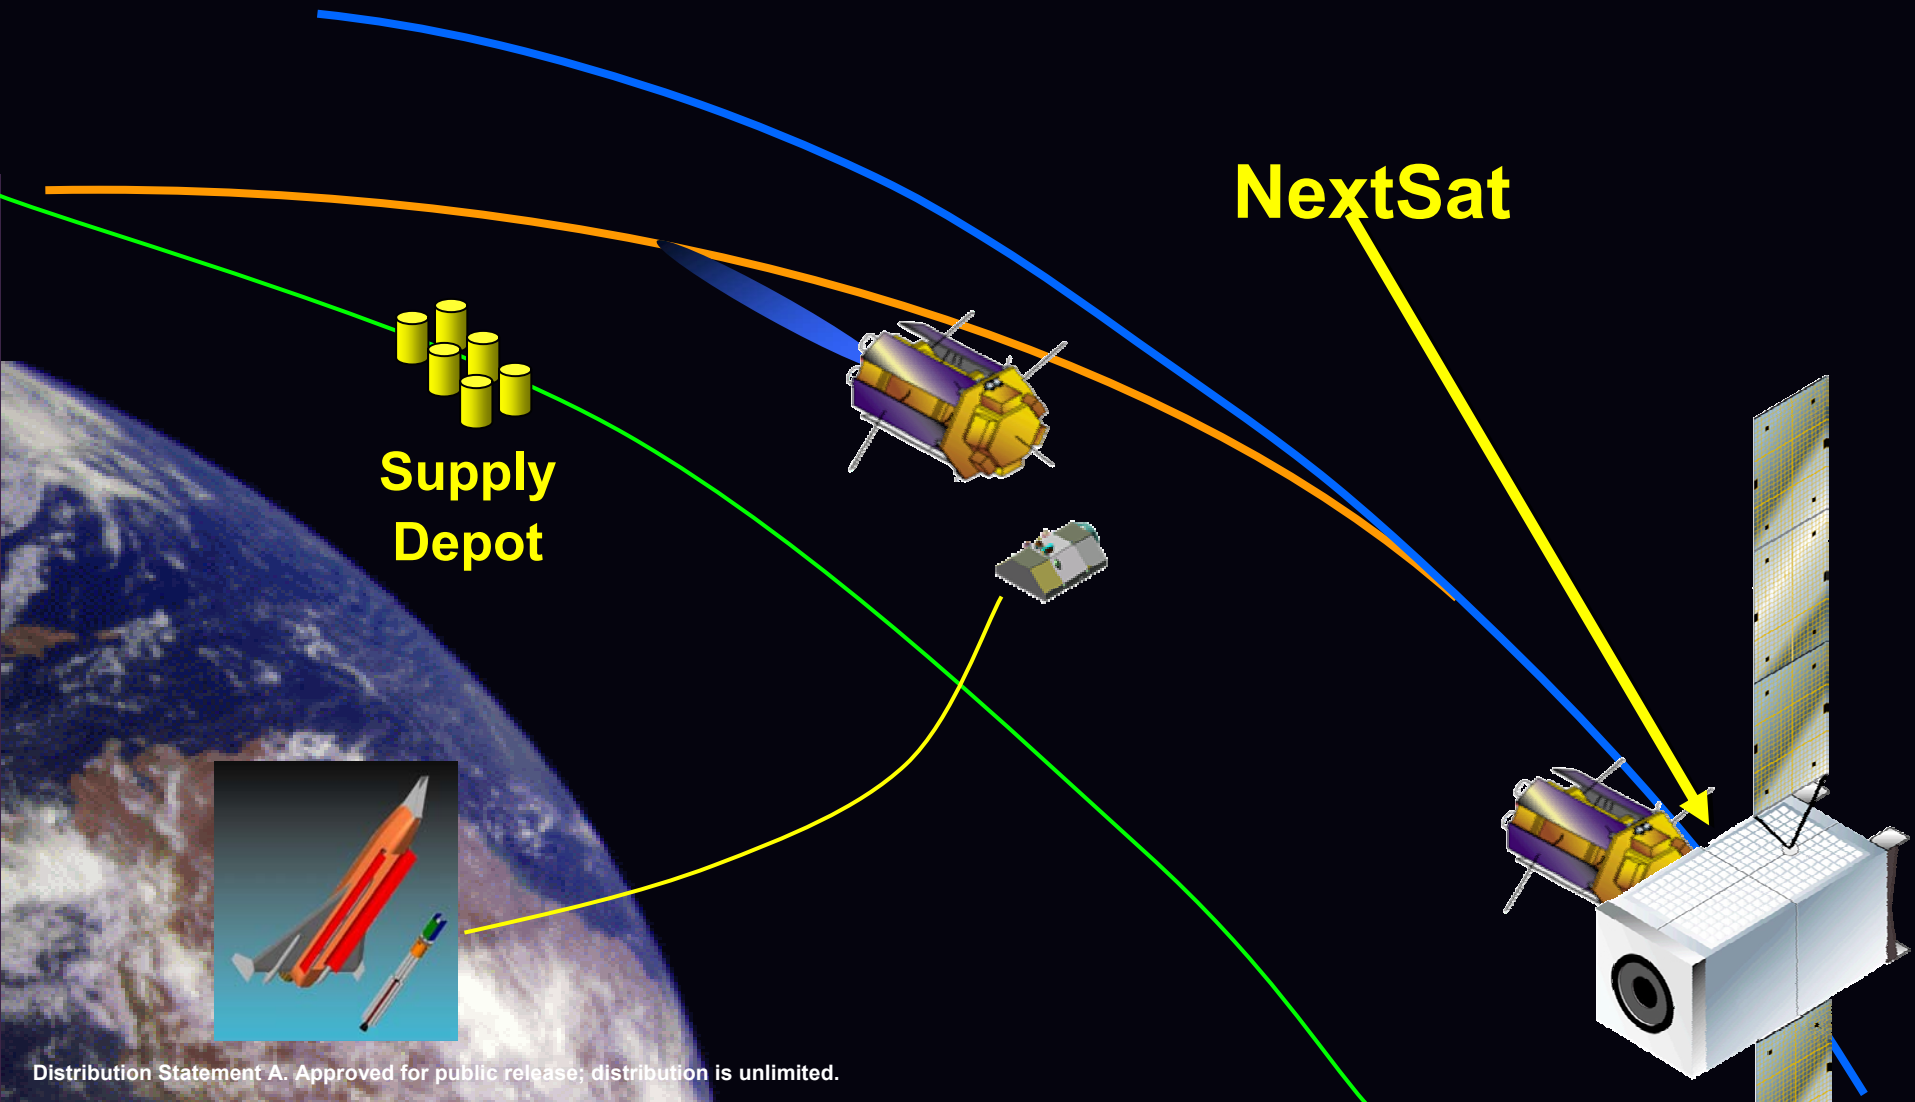 NextSat
Supply
Depot
Distribution Statement A. Approved for public release; distribution is unlimited.